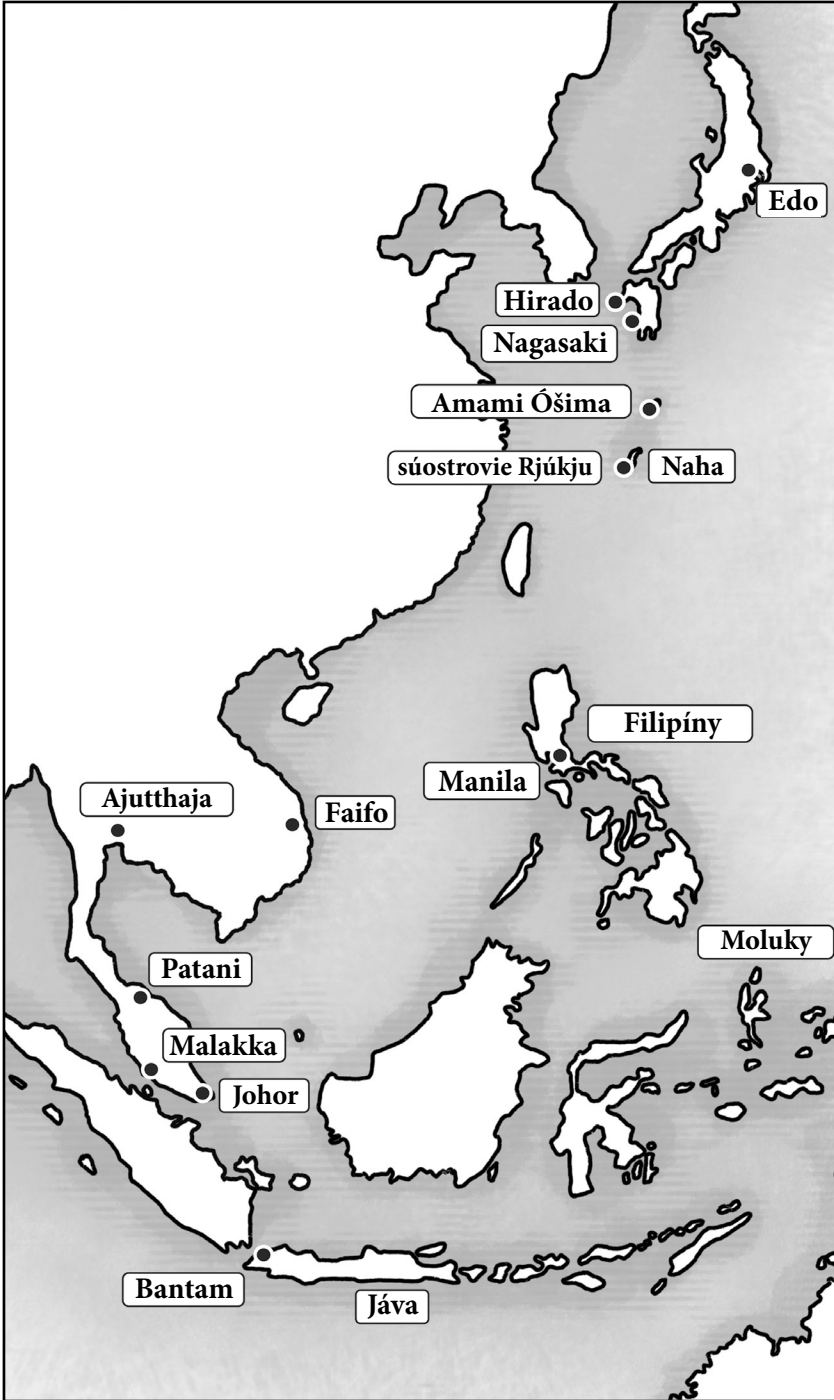 Edo
Hirado
Nagasaki
Amami Óšima
súostrovie Rjúkju
Naha
Filipíny
Manila
Ajutthaja
Faifo
Moluky
Patani
Malakka
Johor
Bantam
Jáva